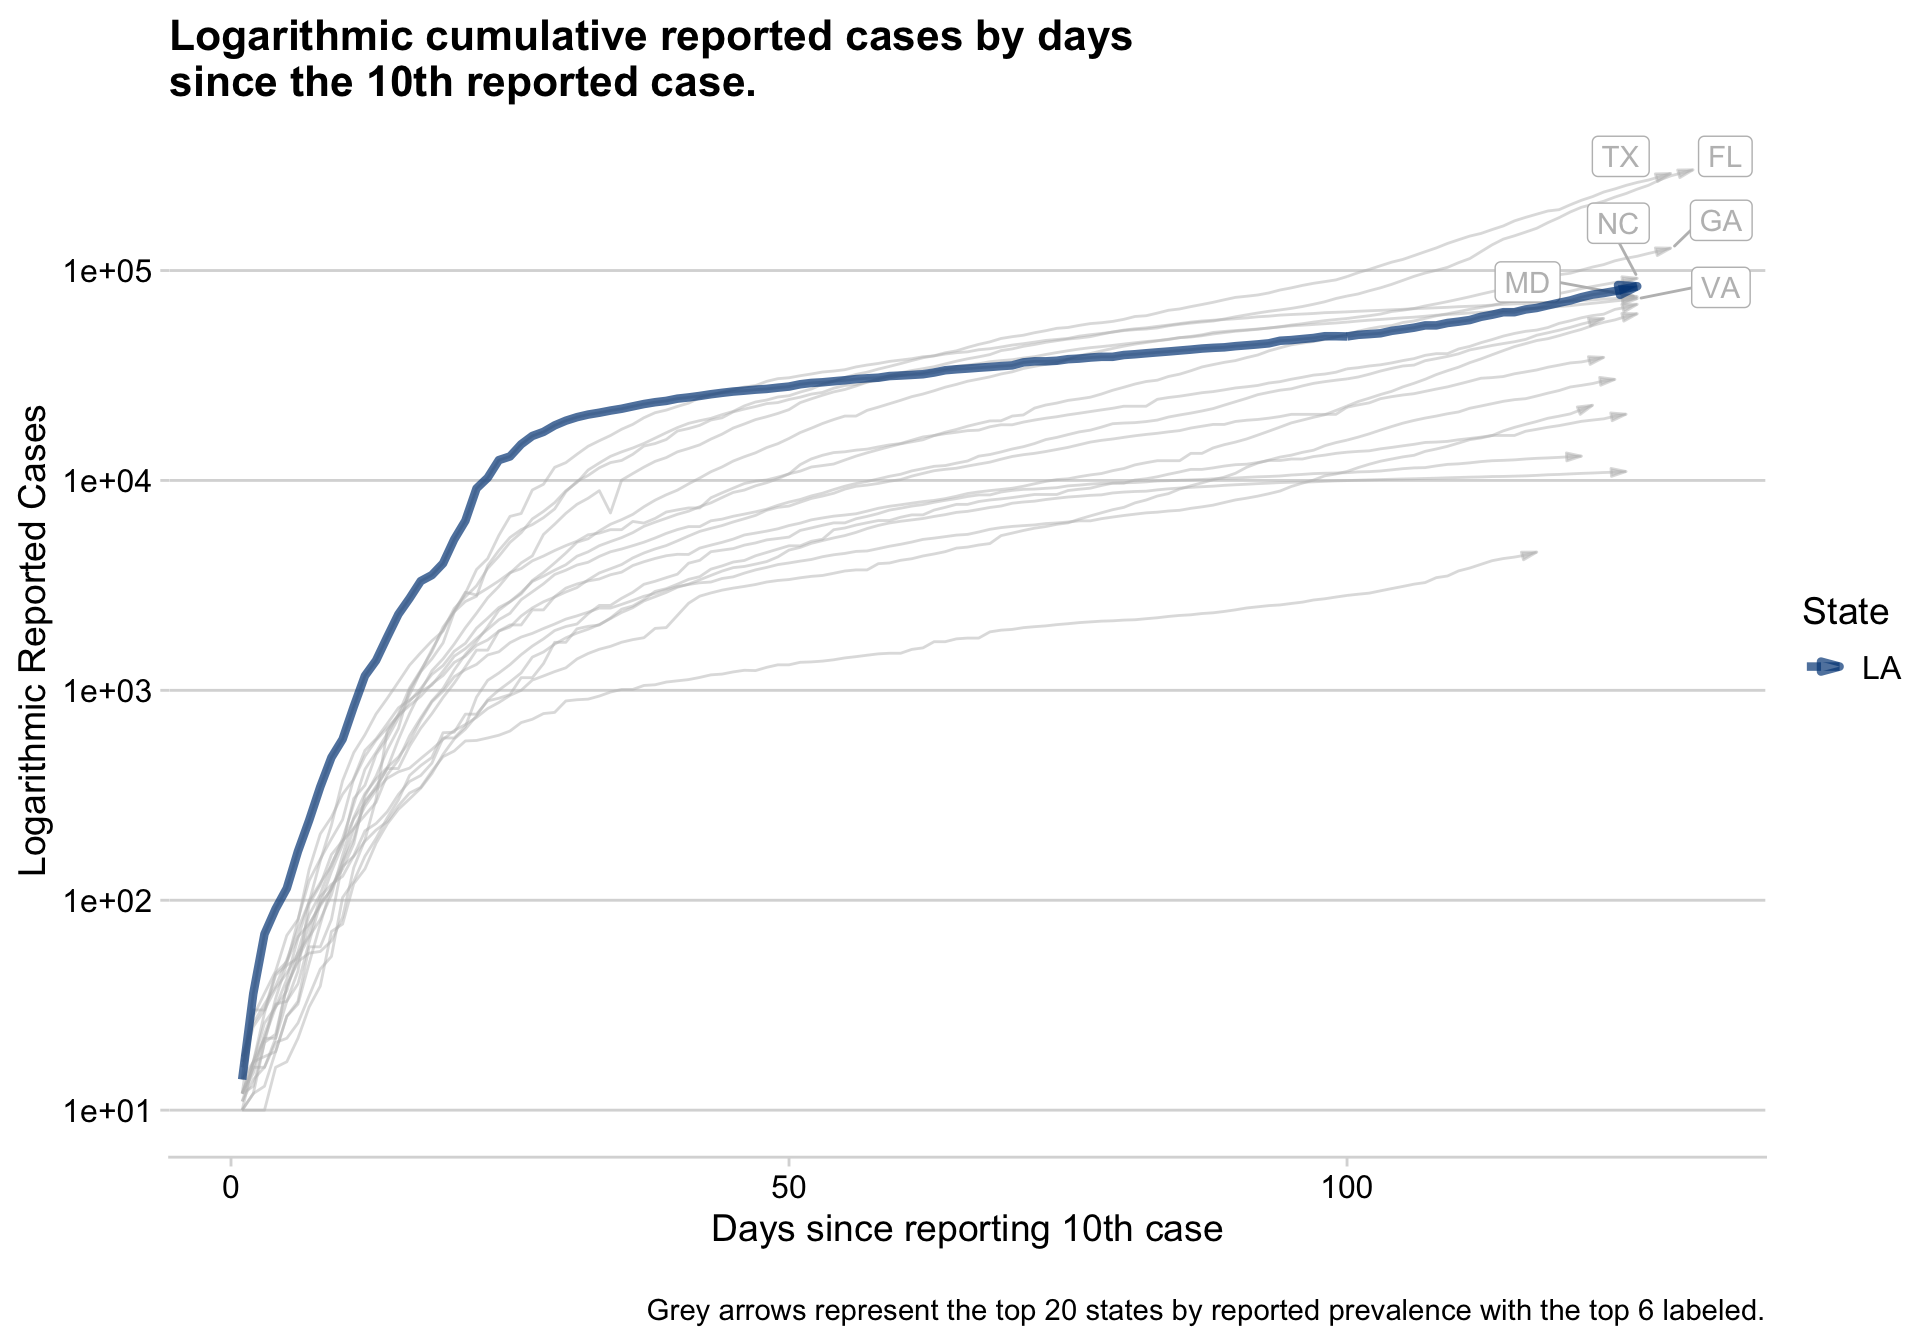 Logarithmic cumulative reported cases by days
since the 10th reported case.
TX
FL
NC
GA
MD
VA
1e+05
1e+04
1e+03
1e+02
1e+01
Logarithmic Reported Cases
State
LA
0
50
100
Days since reporting 10th case
Grey arrows represent the top 20 states by reported prevalence with the top 6 labeled.